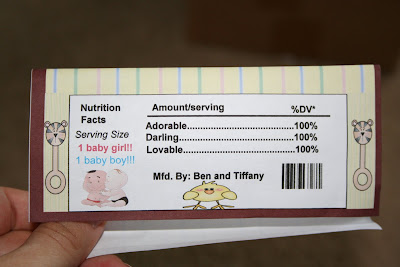 Nutrition
Facts
Serving Size
1 baby girl!!
1 baby boy!!!
Amount/serving %DV*
Adorable..........................................100%
Darling.............................................100%
Lovable............................................100%
Mfd. By: Ben and Tiffany